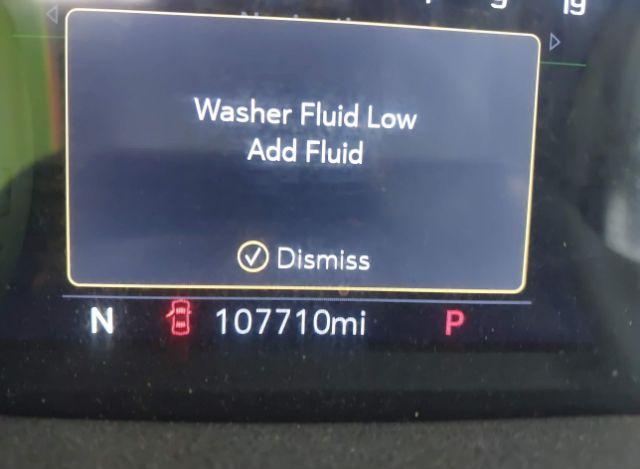 Washer Fluid Low
Add Fluid
Dismiss
N 107710mi P